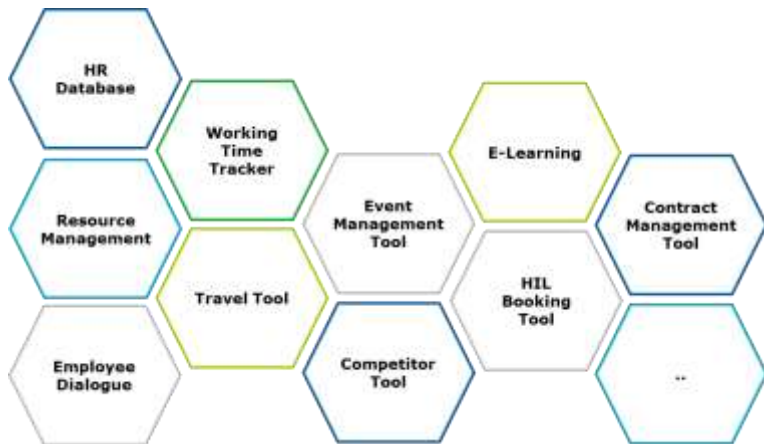 HR
Database
Working
Time
Tracker
E-Learning
Resource
Management
Event
Management
Tool
Contract
Management
Tool
Travel Tool
HIL
Booking
Tool
Employee
Dialogue
Competitor
Tool
..